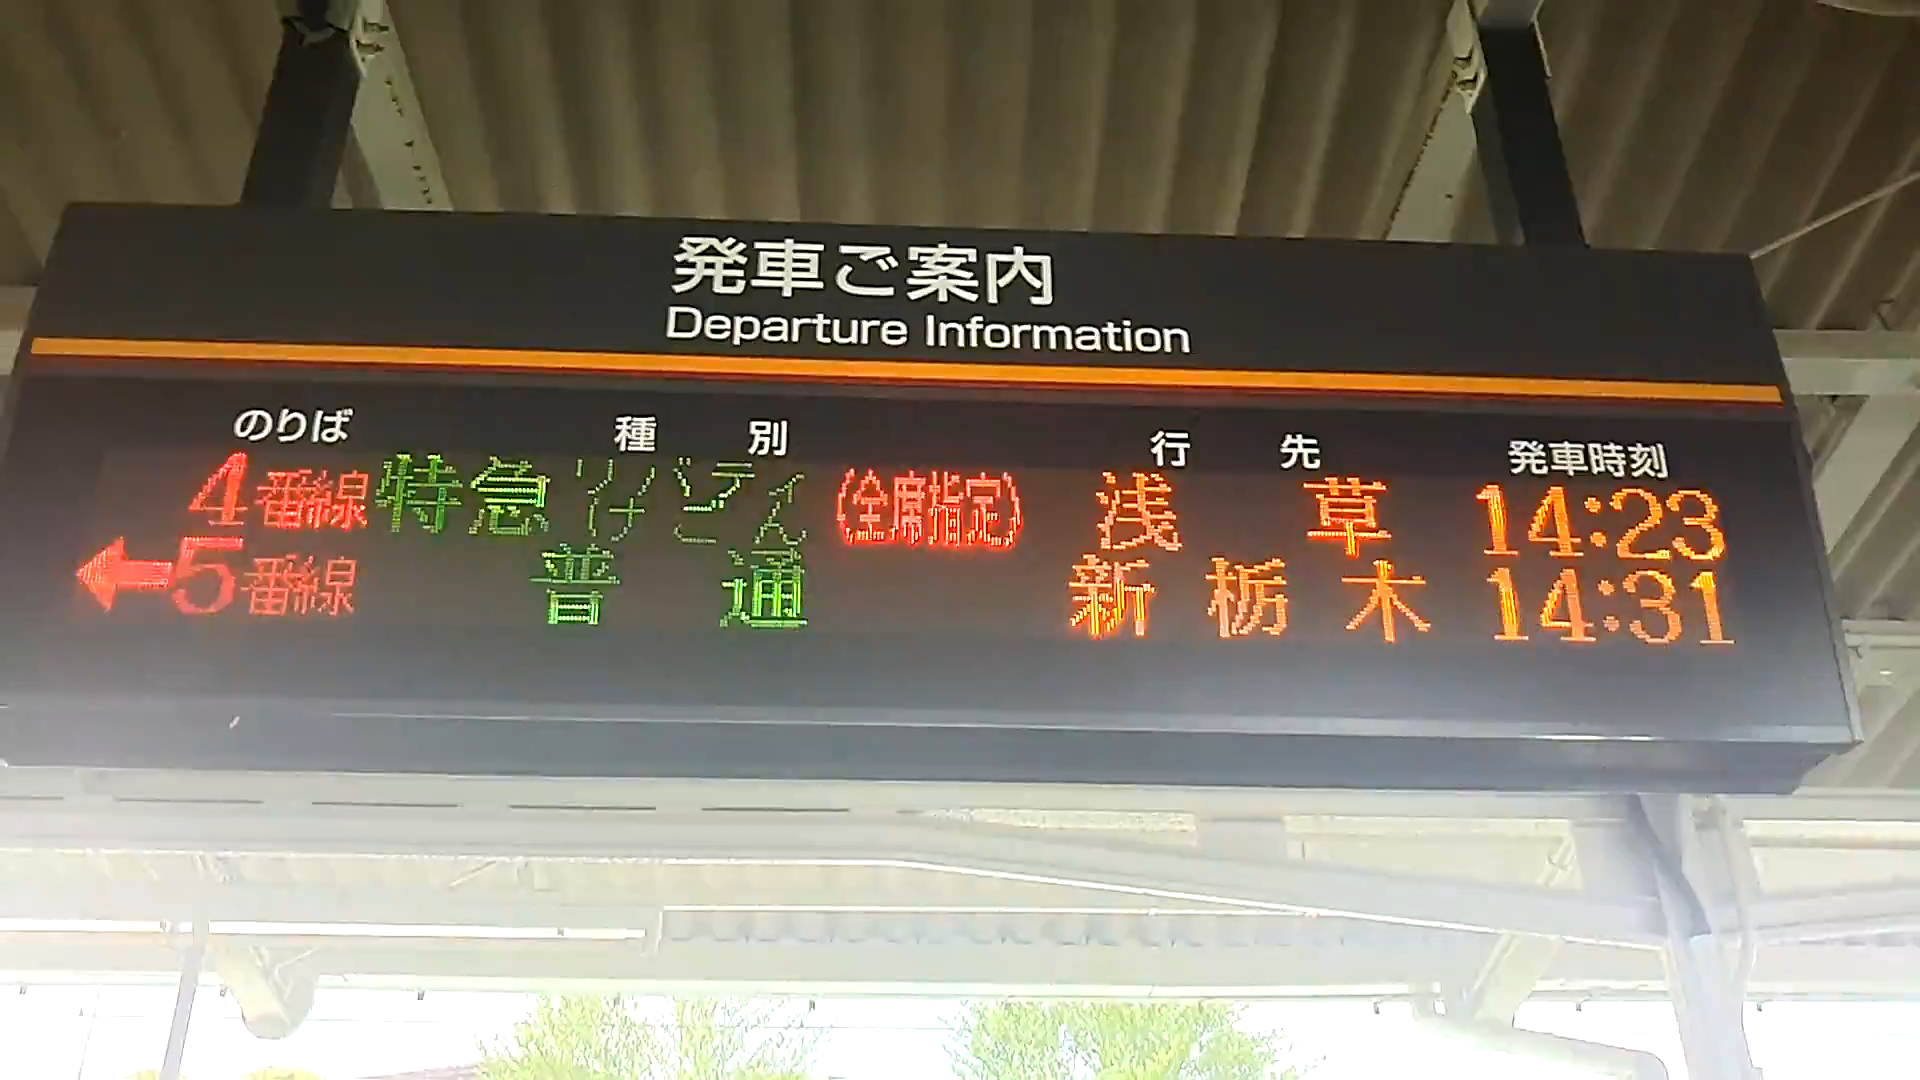 発車ご案内
Departure Information
のりば 種別 行先 発車時刻
4番線 特急 リバティけごん (全席指定) 浅草 14:23
←5番線 普通 新栃木 14:31